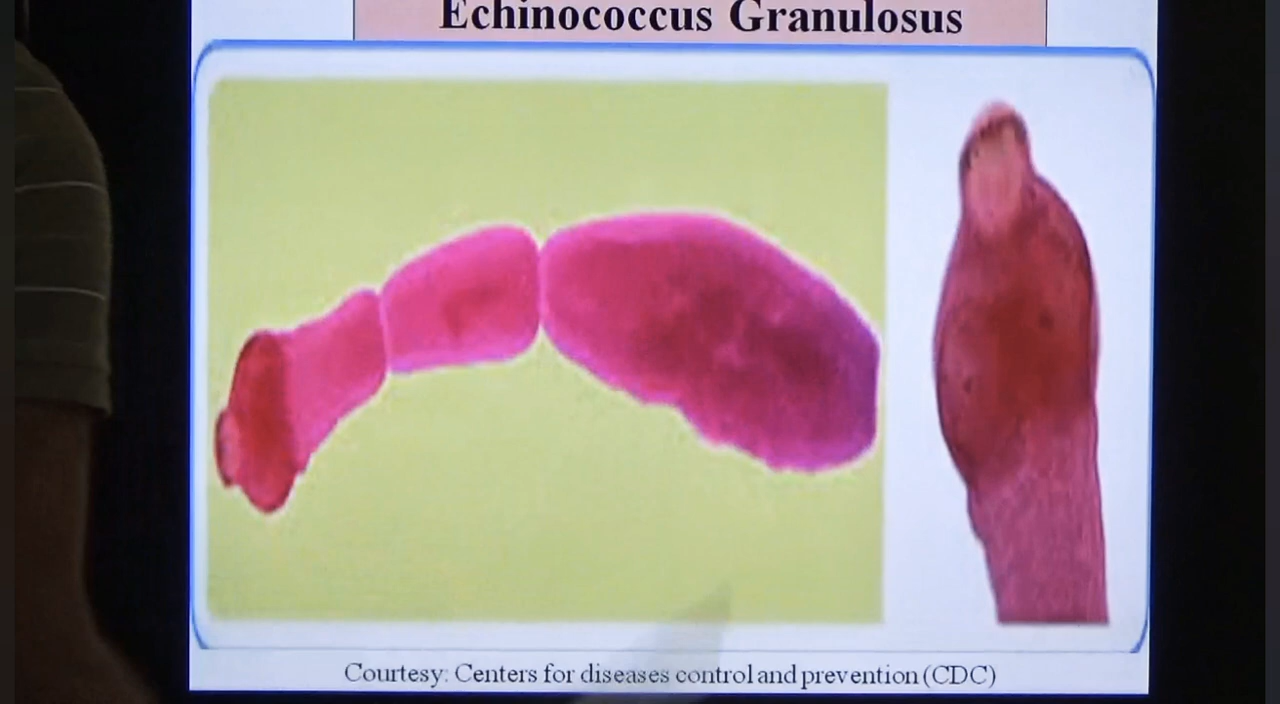 Echinococcus Granulosus
Courtesy: Centers for diseases control and prevention (CDC)